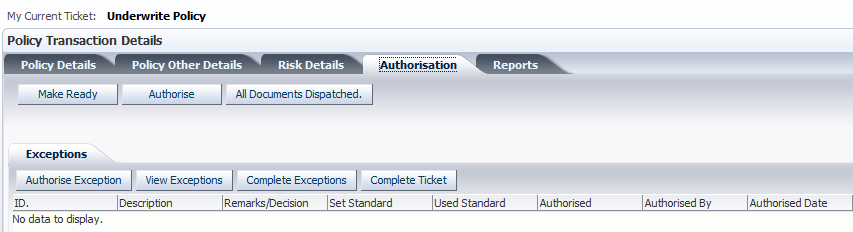 My Current Ticket: Underwrite Policy
Policy Transaction Details
Policy Details Policy Other Details Risk Details Authorisation Reports
Make Ready Authorise All Documents Dispatched.
Exceptions
Authorise Exception View Exceptions Complete Exceptions Complete Ticket
ID. Description Remarks/Decision Set Standard Used Standard Authorised Authorised By Authorised Date
No data to display.